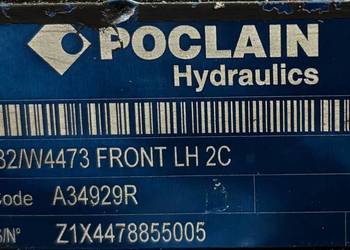 POCLAIN
Hydraulics
32/W4473 FRONT LH 2C
Code A34929R
S/N° Z1X4478855005